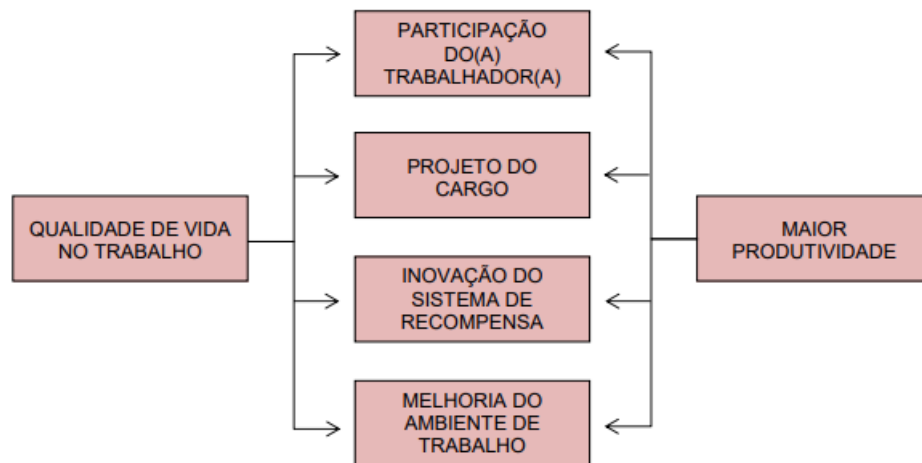 PARTICIPAÇÃO
DO(A)
TRABALHADOR(A)
PROJETO DO
CARGO
QUALIDADE DE VIDA
NO TRABALHO
MAIOR
PRODUTIVIDADE
INOVAÇÃO DO
SISTEMA DE
RECOMPENSA
MELHORIA DO
AMBIENTE DE
TRABALHO